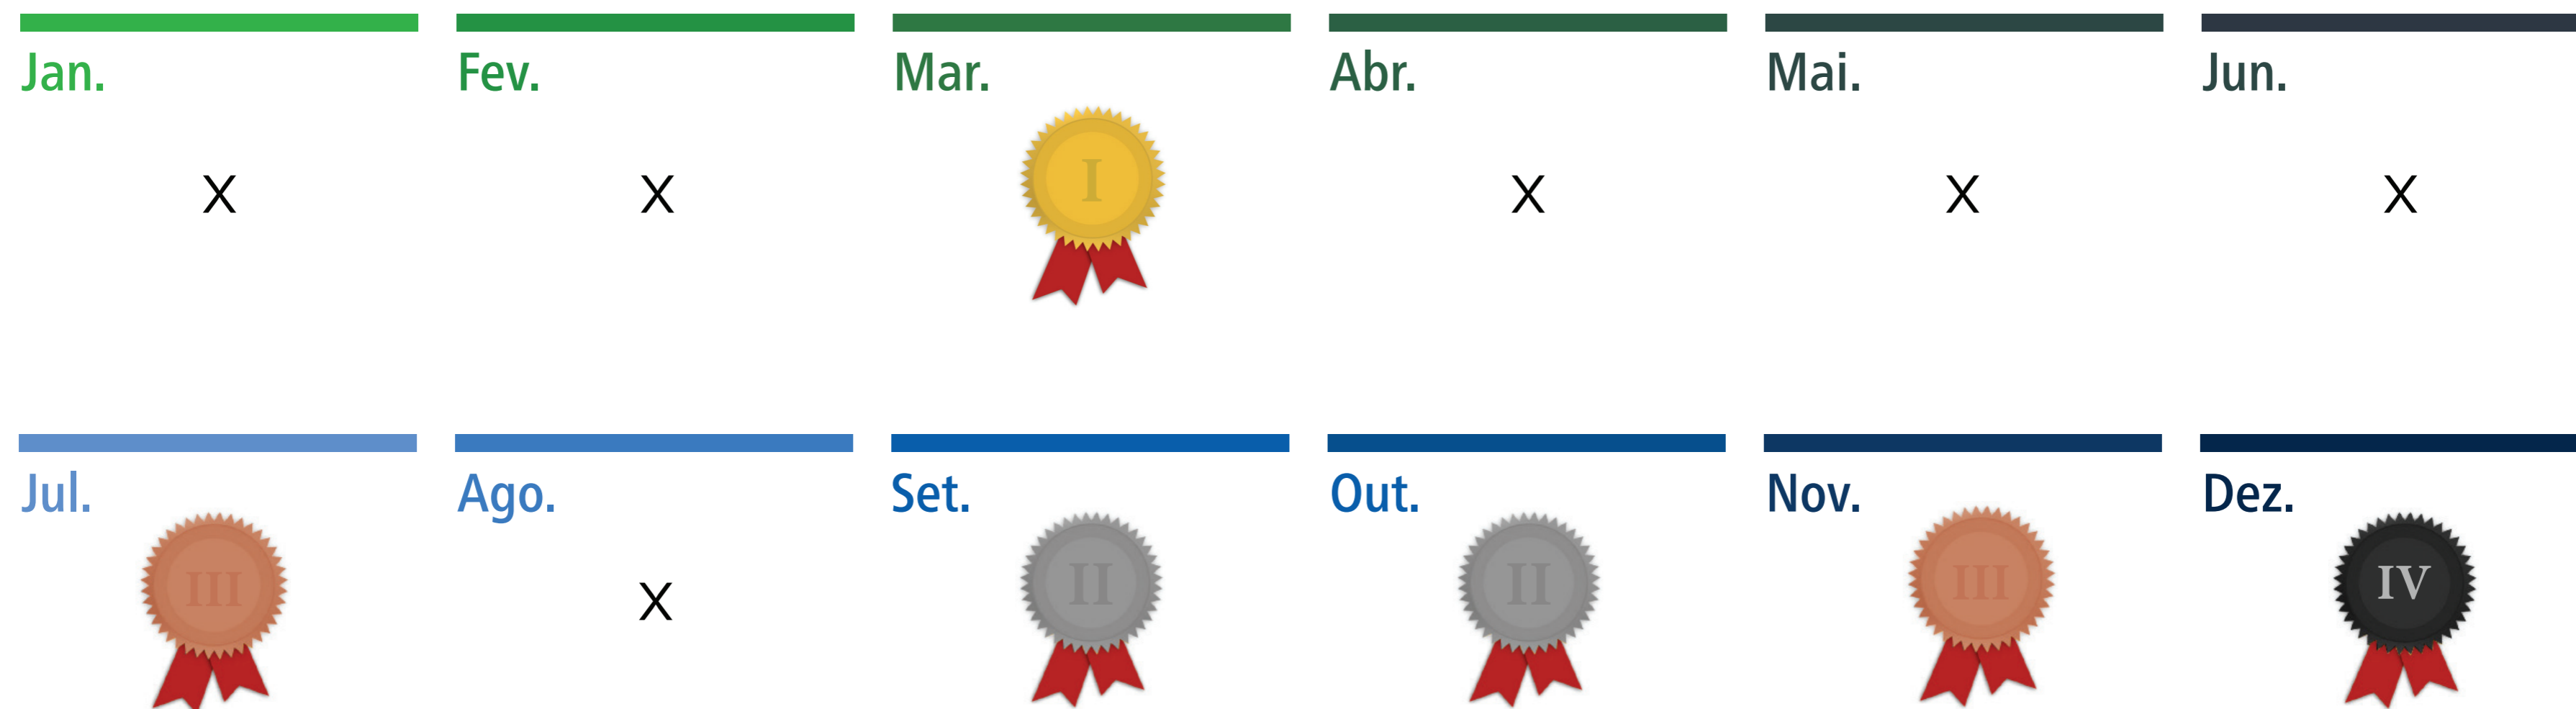 Jan. Fev. Mar. Abr. Mai. Jun.
X X I X X X
Jul. Ago. Set. Out. Nov. Dez.
III X II II III IV